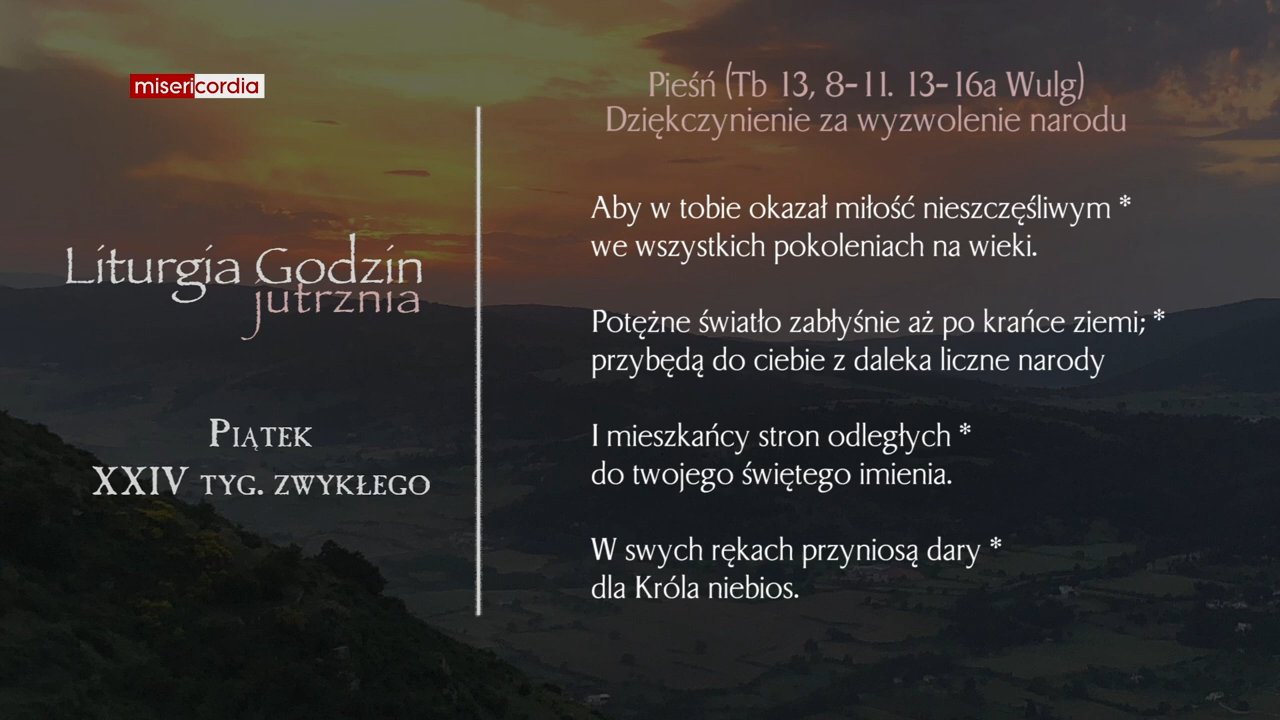 misericordia
Liturgia Godzin
jutrznia
Piątek
XXIV tyg. zwykłego
Pieśń (Tb 13, 8-11. 13-16a Wulg)
Dziękczynienie za wyzwolenie narodu
Aby w tobie okazał miłość nieszczęśliwym *
we wszystkich pokoleniach na wieki.
Potężne światło zabłyśnie aż po krańce ziemi; *
przybędą do ciebie z daleka liczne narody
I mieszkańcy stron odległych *
do twojego świętego imienia.
W swych rękach przyniosą dary *
dla Króla niebios.